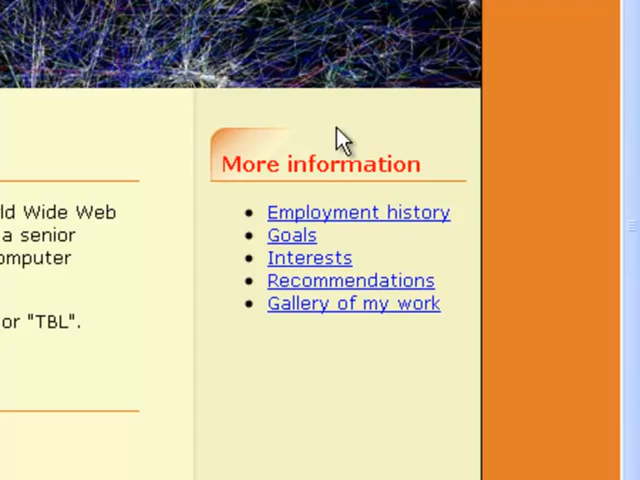 More information
ld Wide Web
a senior
omputer
or "TBL".
Employment history
Goals
Interests
Recommendations
Gallery of my work